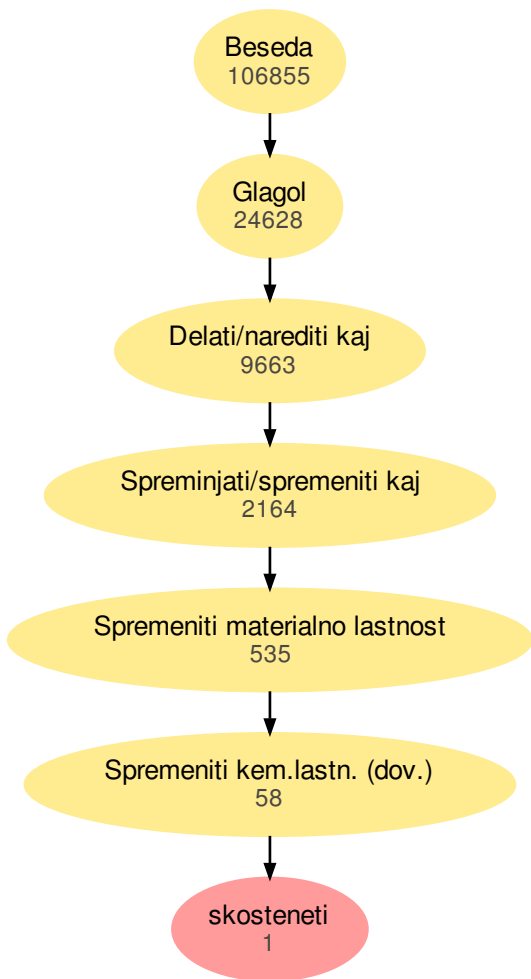 Beseda
106855
Glagol
24628
Delati/narediti kaj
9663
Spreminjati/spremeniti kaj
2164
Spremeniti materialno lastnost
535
Spremeniti kem.lastn. (dov.)
58
skosteneti
1